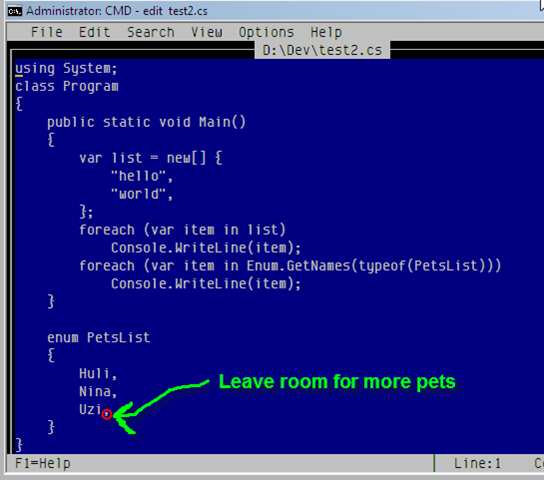 Administrator: CMD - edit test2.cs
File Edit Search View Options Help
D:\Dev\test2.cs
using System;
class Program
{
    public static void Main()
    {
        var list = new[] {
            "hello",
            "world",
        };
        foreach (var item in list)
            Console.WriteLine(item);
        foreach (var item in Enum.GetNames(typeof(PetsList)))
            Console.WriteLine(item);
    }
    enum PetsList
    {
        Huli,
        Nina,
        Uzi,
Leave room for more pets
    }
}
F1=Help Line:1